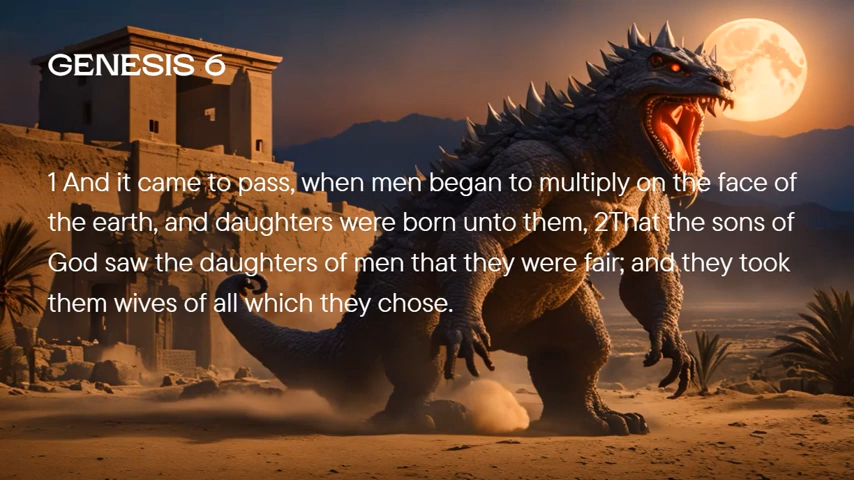 GENESIS 6
1 And it came to pass, when men began to multiply on the face of
the earth, and daughters were born unto them, 2That the sons of
God saw the daughters of men that they were fair; and they took
them wives of all which they chose.